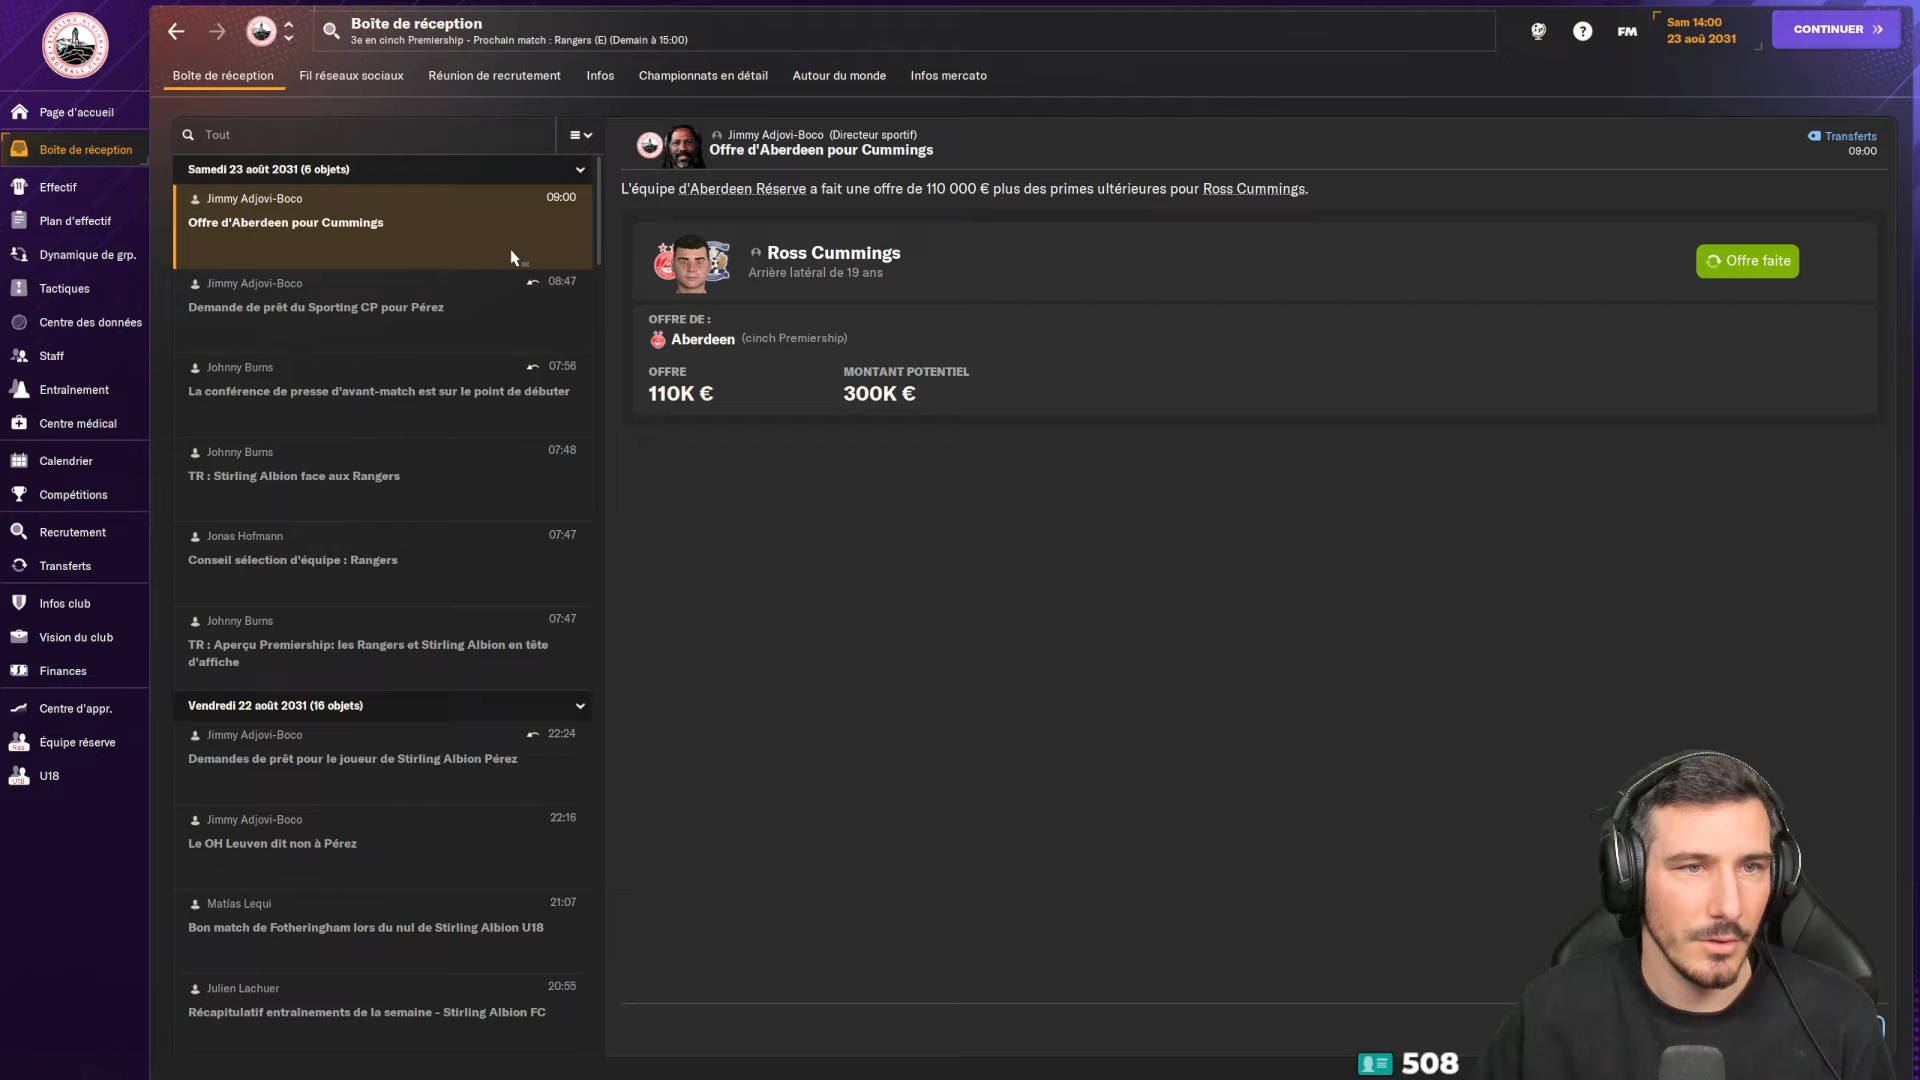 Boîte de réception
3e en cinch Premiership - Prochain match : Rangers (E) (Demain à 15:00)
FM
Sam 14:00
23 aoû 2031
CONTINUER
Boîte de réception
Fil réseaux sociaux
Réunion de recrutement
Infos
Championnats en détail
Autour du monde
Infos mercato
Page d'accueil
Boîte de réception
Effectif
Plan d'effectif
Dynamique de grp.
Tactiques
Centre des données
Staff
Entraînement
Centre médical
Calendrier
Compétitions
Recrutement
Transferts
Infos club
Vision du club
Finances
Centre d'appr.
Équipe réserve
U18
Tout
Samedi 23 août 2031 (6 objets)
Jimmy Adjovi-Boco 09:00
Offre d'Aberdeen pour Cummings
Jimmy Adjovi-Boco 08:47
Demande de prêt du Sporting CP pour Pérez
Johnny Burns 07:56
La conférence de presse d'avant-match est sur le point de débuter
Johnny Burns 07:48
TR : Stirling Albion face aux Rangers
Jonas Hofmann 07:47
Conseil sélection d'équipe : Rangers
Johnny Burns 07:47
TR : Aperçu Premiership: les Rangers et Stirling Albion en tête
d'affiche
Vendredi 22 août 2031 (16 objets)
Jimmy Adjovi-Boco 22:24
Demandes de prêt pour le joueur de Stirling Albion Pérez
Jimmy Adjovi-Boco 22:16
Le OH Leuven dit non à Pérez
Matías Lequi 21:07
Bon match de Fotheringham lors du nul de Stirling Albion U18
Julien Lachuer 20:55
Récapitulatif entraînements de la semaine - Stirling Albion FC
Jimmy Adjovi-Boco (Directeur sportif)
Offre d'Aberdeen pour Cummings
Transferts
09:00
L'équipe d'Aberdeen Réserve a fait une offre de 110 000 € plus des primes ultérieures pour Ross Cummings.
Ross Cummings
Arrière latéral de 19 ans
Offre faite
OFFRE DE :
Aberdeen (cinch Premiership)
OFFRE
110K €
MONTANT POTENTIEL
300K €
508